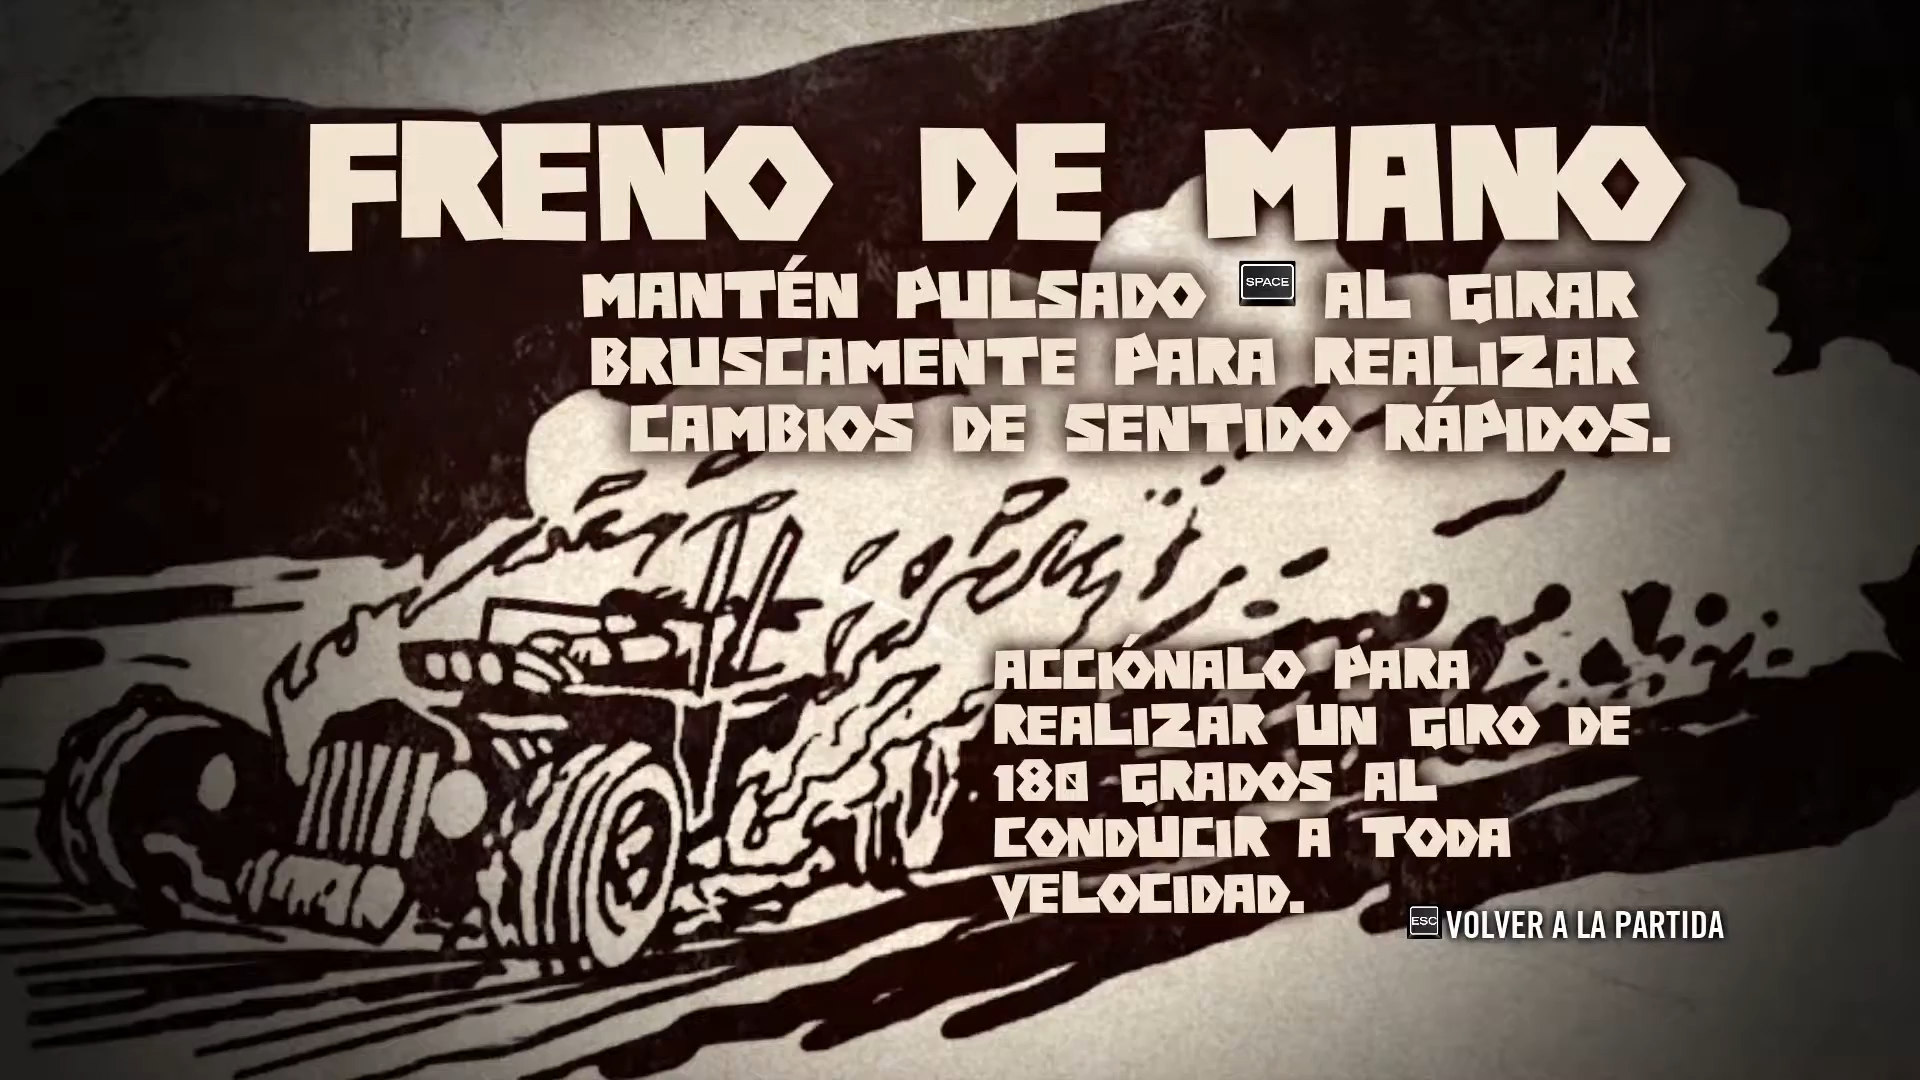 FRENO DE MANO
MANTÉN PULSADO SPACE AL GIRAR
BRUSCAMENTE PARA REALIZAR
CAMBIOS DE SENTIDO RÁPIDOS.
ACCIÓNALO PARA
REALIZAR UN GIRO DE
180 GRADOS AL
CONDUCIR A TODA
VELOCIDAD.
ESC VOLVER A LA PARTIDA